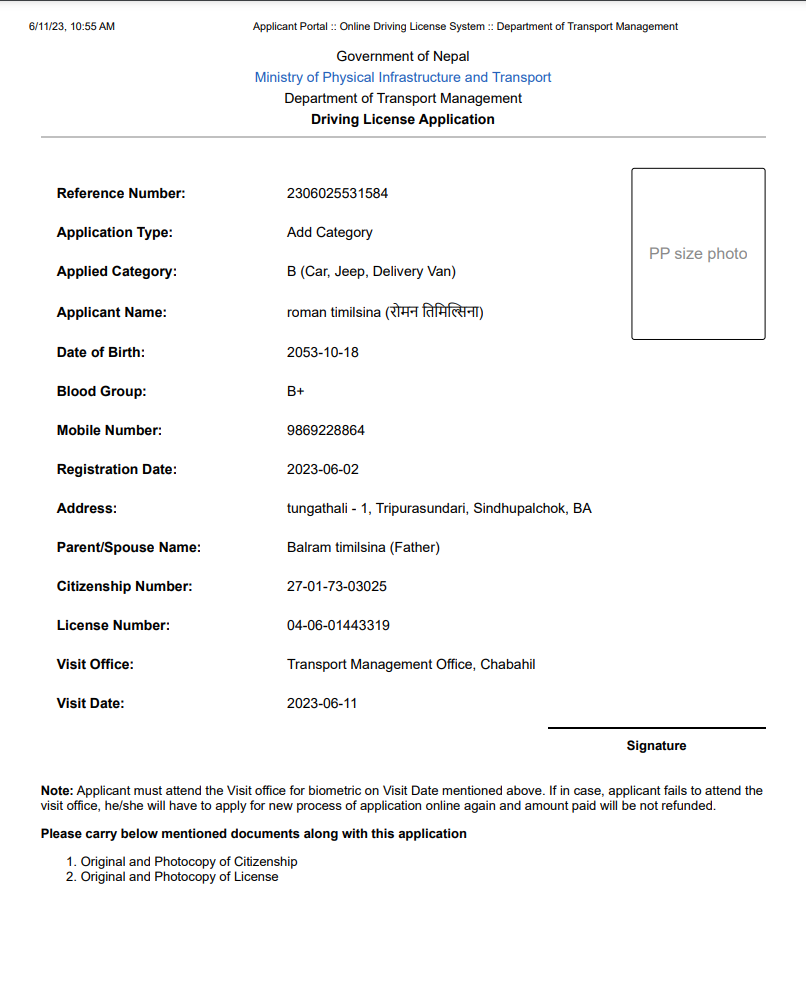 6/11/23, 10:55 AM Applicant Portal :: Online Driving License System :: Department of Transport Management
Government of Nepal
Ministry of Physical Infrastructure and Transport
Department of Transport Management
Driving License Application
Reference Number: 2306025531584
PP size photo
Application Type: Add Category
Applied Category: B (Car, Jeep, Delivery Van)
Applicant Name: roman timilsina (रोमन तिमिल्सिना)
Date of Birth: 2053-10-18
Blood Group: B+
Mobile Number: 9869228864
Registration Date: 2023-06-02
Address: tungathali - 1, Tripurasundari, Sindhupalchok, BA
Parent/Spouse Name: Balram timilsina (Father)
Citizenship Number: 27-01-73-03025
License Number: 04-06-01443319
Visit Office: Transport Management Office, Chabahil
Visit Date: 2023-06-11
Signature
Note: Applicant must attend the Visit office for biometric on Visit Date mentioned above. If in case, applicant fails to attend the
visit office, he/she will have to apply for new process of application online again and amount paid will be not refunded.
Please carry below mentioned documents along with this application
1. Original and Photocopy of Citizenship
2. Original and Photocopy of License